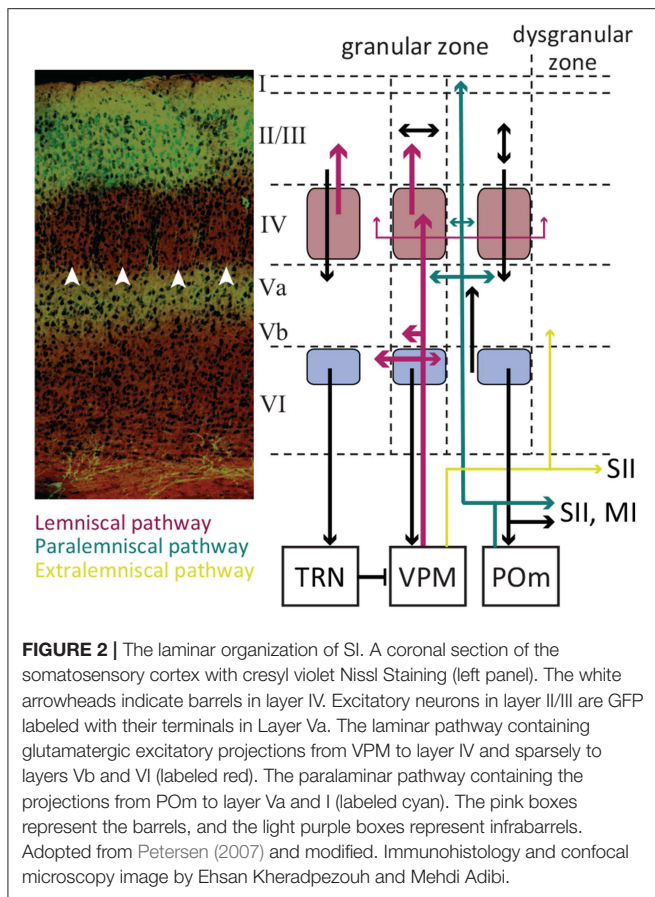 granular zone
dysgranular
zone
I
II/III
IV
Va
Vb
VI
SII
SII, MI
Lemniscal pathway
Paralemniscal pathway
Extralemniscal pathway
TRN
VPM
POm
FIGURE 2 | The laminar organization of SI. A coronal section of the
somatosensory cortex with cresyl violet Nissl Staining (left panel). The white
arrowheads indicate barrels in layer IV. Excitatory neurons in layer II/III are GFP
labeled with their terminals in Layer Va. The laminar pathway containing
glutamatergic excitatory projections from VPM to layer IV and sparsely to
layers Vb and VI (labeled red). The paralaminar pathway containing the
projections from POm to layer Va and I (labeled cyan). The pink boxes
represent the barrels, and the light purple boxes represent infrabarrels.
Adopted from Petersen (2007) and modified. Immunohistology and confocal
microscopy image by Ehsan Kheradpezouh and Mehdi Adibi.